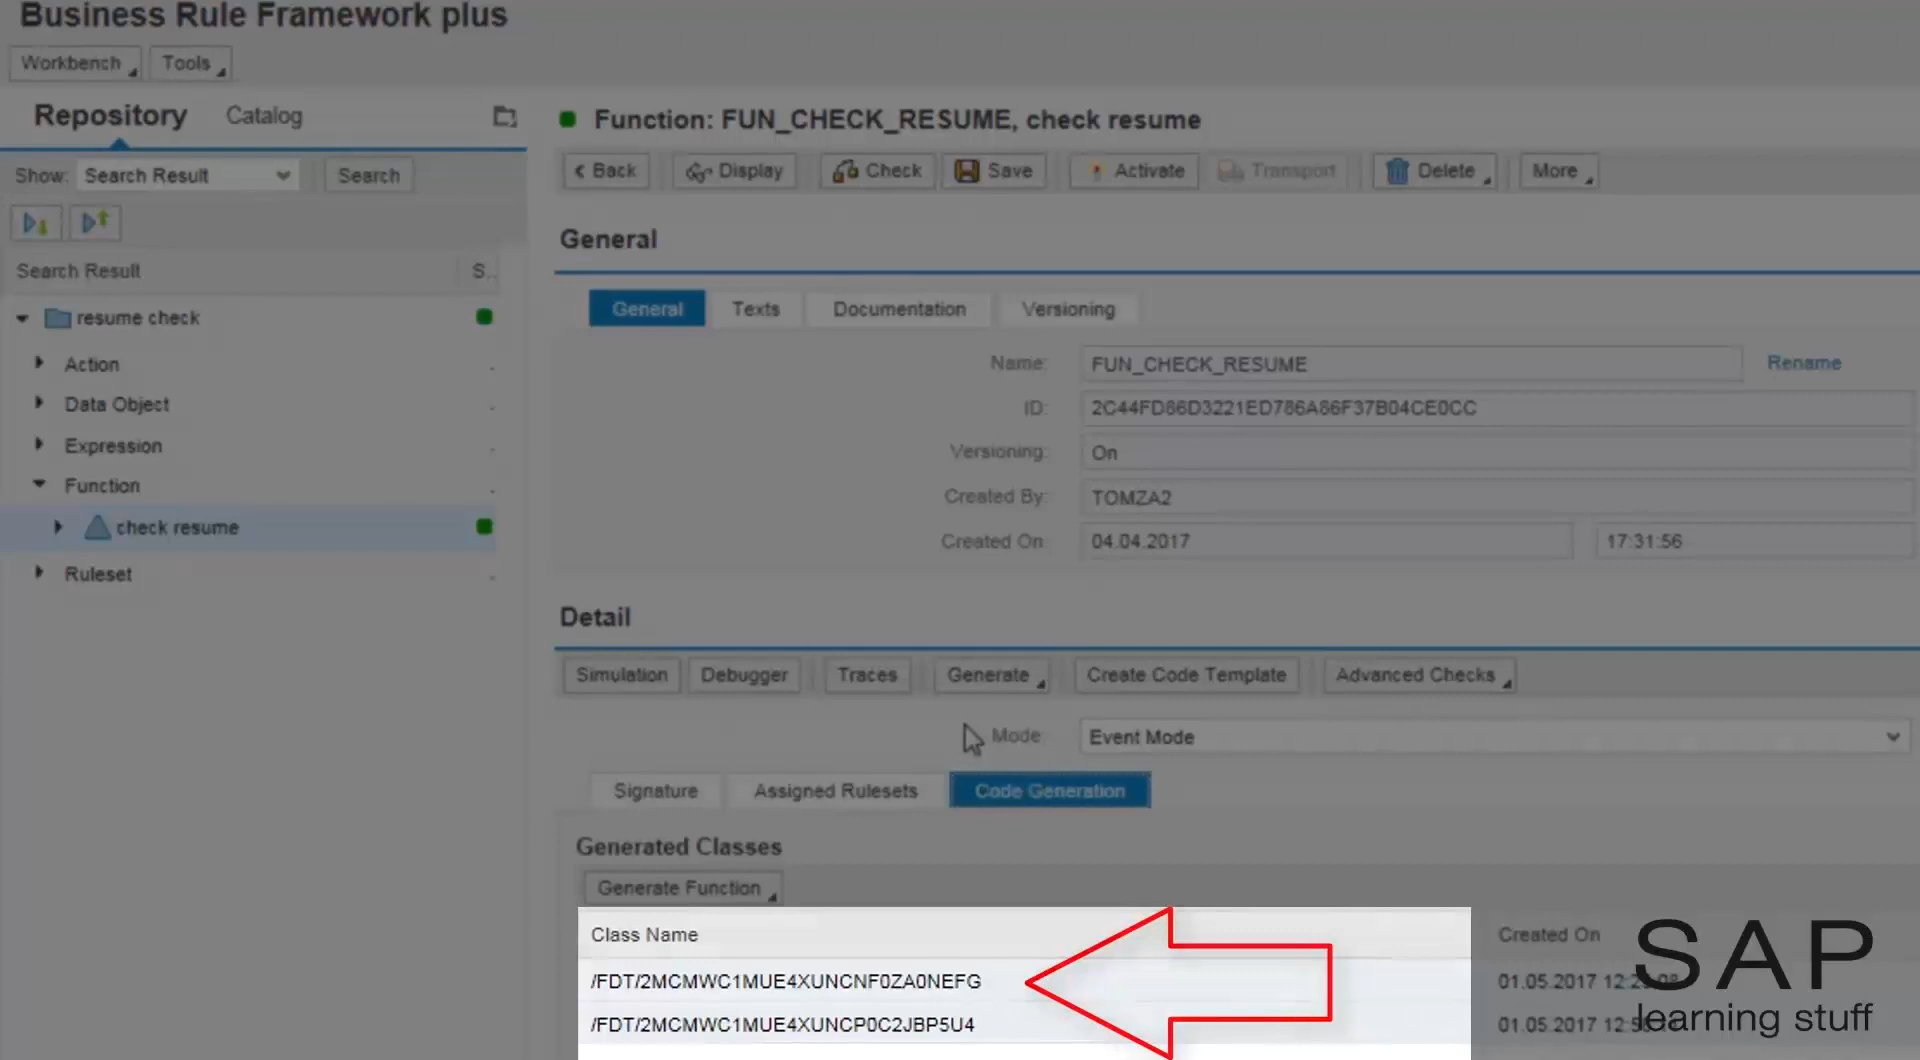 Business Rule Framework plus
Workbench Tools
Repository Catalog
Show: Search Result Search
Search Result S..
resume check
Action
Data Object
Expression
Function
check resume
Ruleset
Function: FUN_CHECK_RESUME, check resume
Back Display Check Save Activate Transport Delete More
General
General Texts Documentation Versioning
Name: FUN_CHECK_RESUME Rename
ID: 2C44FD86D3221ED786A86F37B04CE0CC
Versioning: On
Created By: TOMZA2
Created On: 04.04.2017 17:31:56
Detail
Simulation Debugger Traces Generate Create Code Template Advanced Checks
Mode: Event Mode
Signature Assigned Rulesets Code Generation
Generated Classes
Generate Function
Class Name Created On
/FDT/2MCMWC1MUE4XUNCNF0ZA0NEFG 01.05.2017
/FDT/2MCMWC1MUE4XUNCP0C2JBP5U4 01.05.2017
SAP
learning stuff